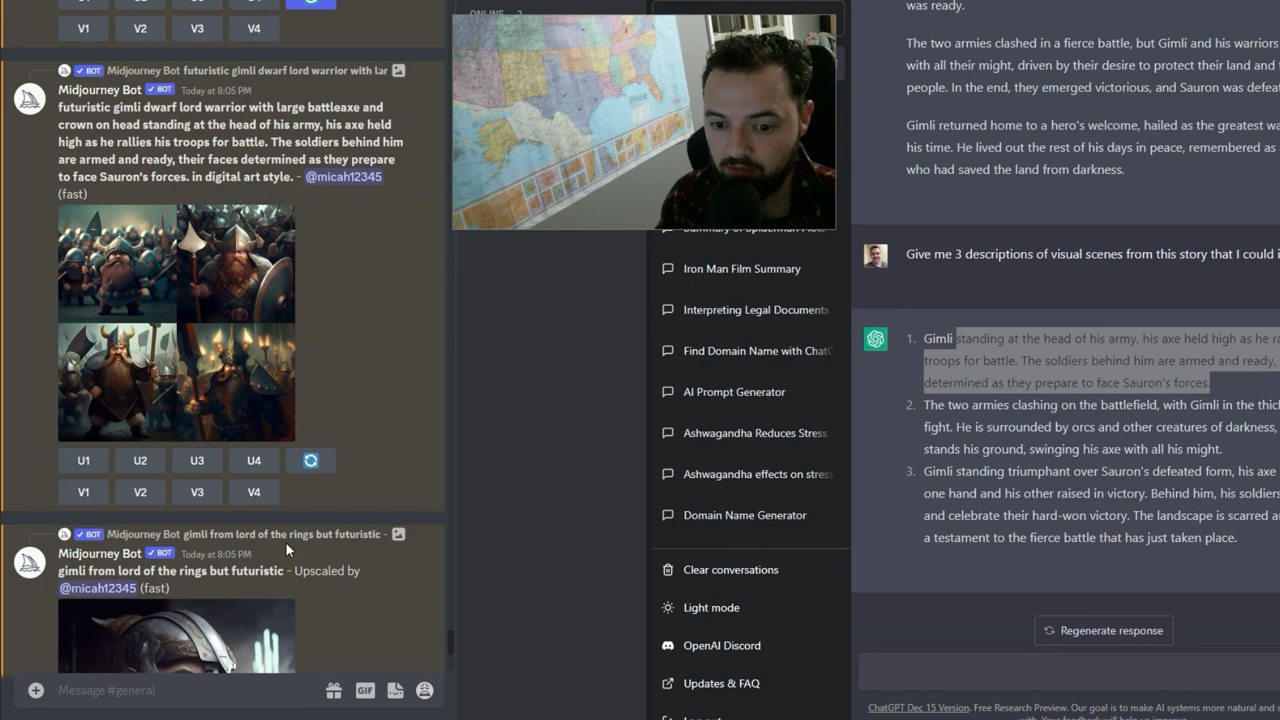 V1 V2 V3 V4
BOT Midjourney Bot futuristic gimli dwarf lord warrior with lar
Midjourney Bot BOT Today at 8:05 PM
futuristic gimli dwarf lord warrior with large battleaxe and
crown on head standing at the head of his army, his axe held
high as he rallies his troops for battle. The soldiers behind him
are armed and ready, their faces determined as they prepare
to face Sauron's forces. in digital art style. - @micah12345
(fast)
U1 U2 U3 U4
V1 V2 V3 V4
BOT Midjourney Bot gimli from lord of the rings but futuristic -
Midjourney Bot BOT Today at 8:05 PM
gimli from lord of the rings but futuristic - Upscaled by
@micah12345 (fast)
Message #general
GIF
ONLINE
Iron Man Film Summary
Interpreting Legal Documents
Find Domain Name with ChatG
AI Prompt Generator
Ashwagandha Reduces Stress
Ashwagandha effects on stress
Domain Name Generator
Clear conversations
Light mode
OpenAI Discord
Updates & FAQ
was ready.
The two armies clashed in a fierce battle, but Gimli and his warriors
with all their might, driven by their desire to protect their land and
people. In the end, they emerged victorious, and Sauron was defea
Gimli returned home to a hero's welcome, hailed as the greatest wa
his time. He lived out the rest of his days in peace, remembered as
who had saved the land from darkness.
Give me 3 descriptions of visual scenes from this story that I could i
1. Gimli standing at the head of his army, his axe held high as he ra
troops for battle. The soldiers behind him are armed and ready,
determined as they prepare to face Sauron's forces.
2. The two armies clashing on the battlefield, with Gimli in the thick
fight. He is surrounded by orcs and other creatures of darkness,
stands his ground, swinging his axe with all his might.
3. Gimli standing triumphant over Sauron's defeated form, his axe
one hand and his other raised in victory. Behind him, his soldiers
and celebrate their hard-won victory. The landscape is scarred an
a testament to the fierce battle that has just taken place.
Regenerate response
ChatGPT Dec 15 Version. Free Research Preview. Our goal is to make AI systems more natural and s